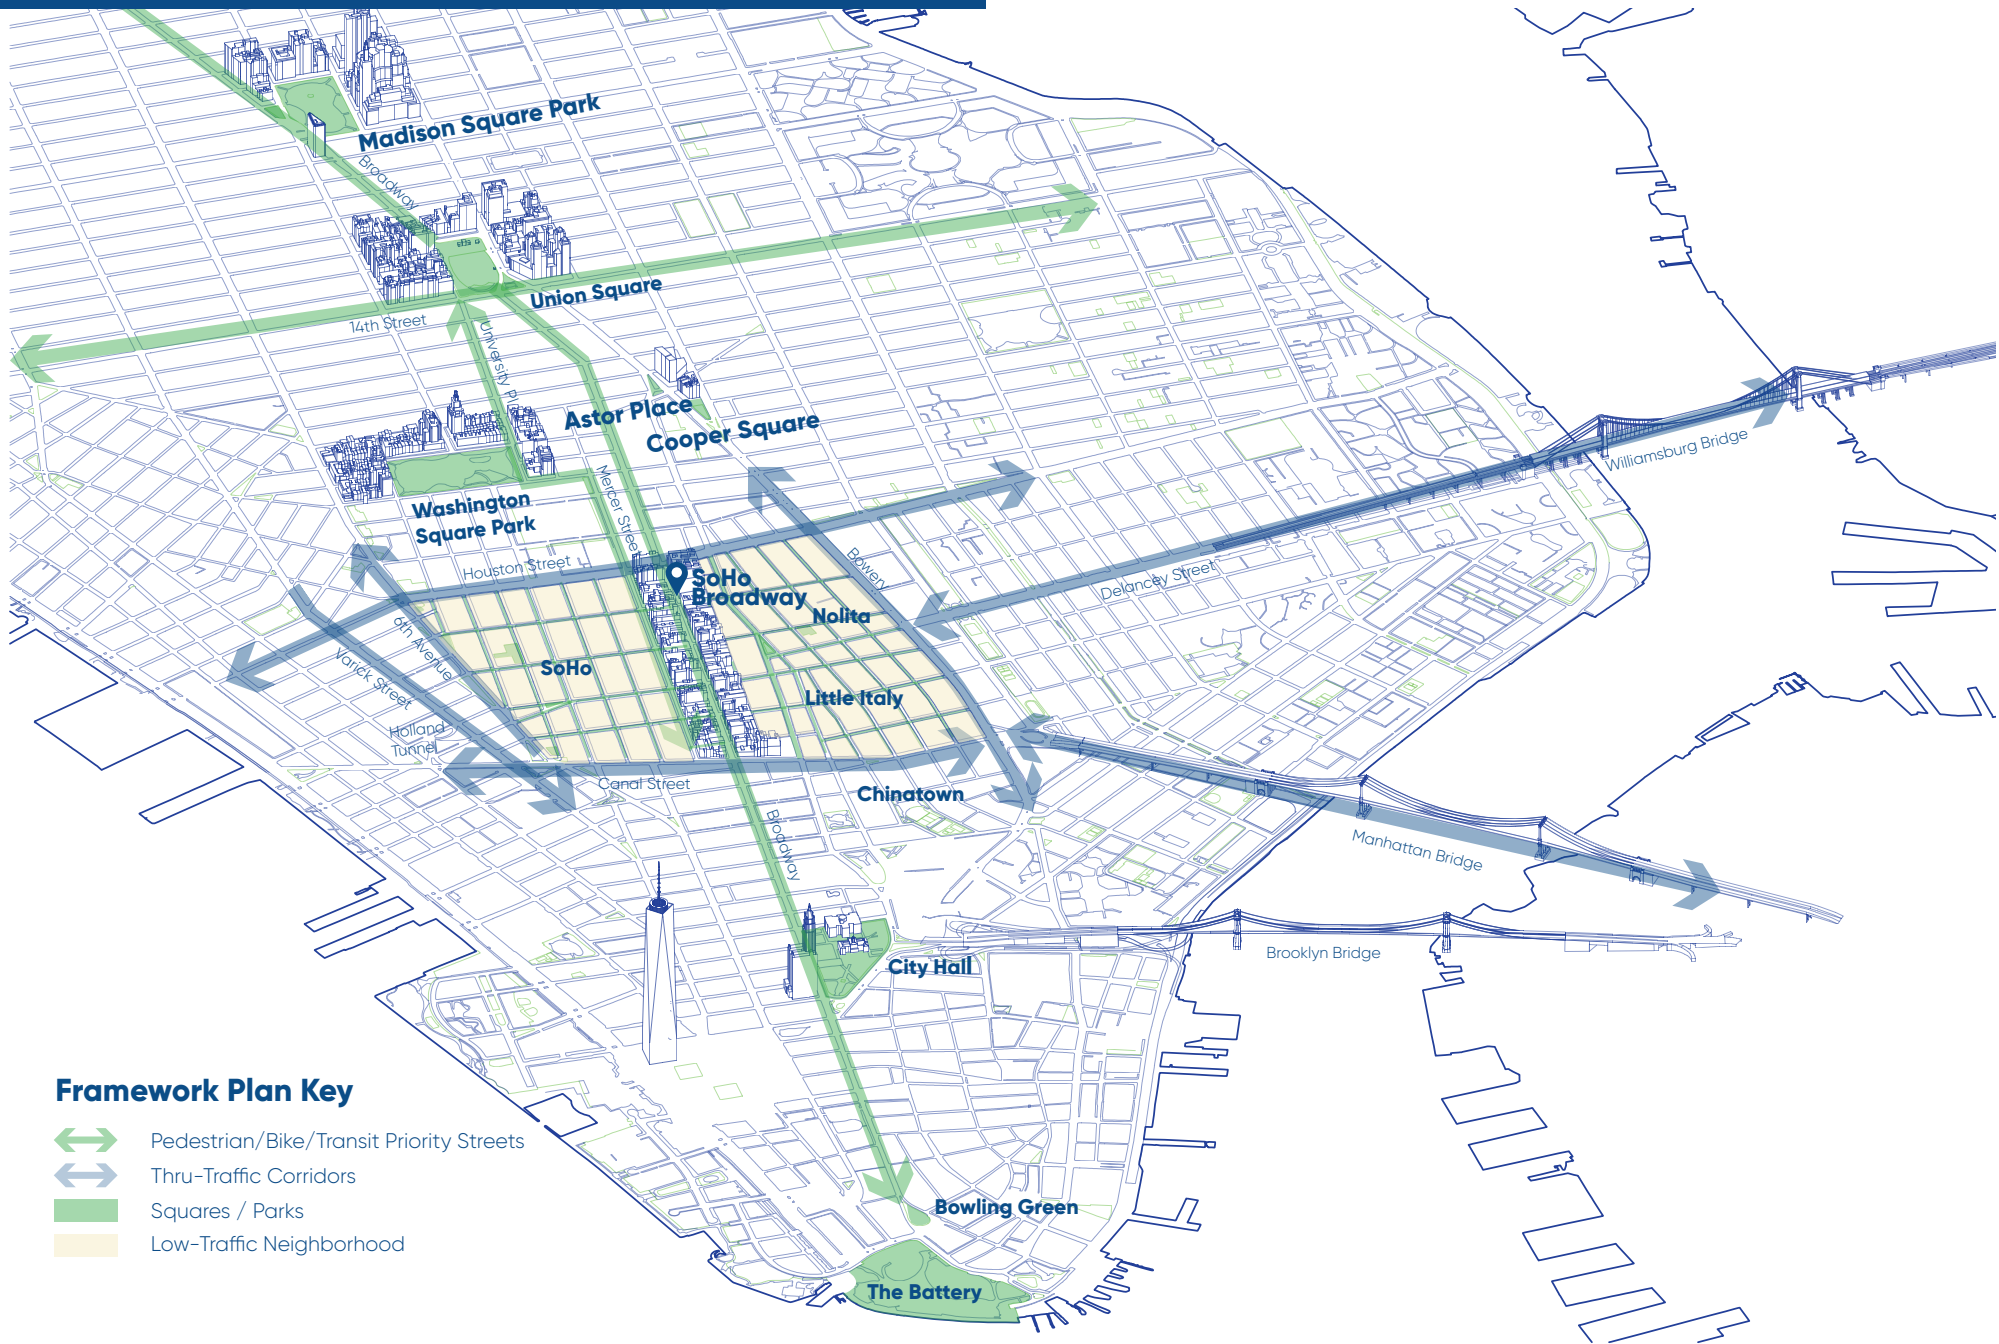 Madison Square Park
Broadway
Union Square
14th Street
University Pl
Astor Place
Cooper Square
Washington
Square Park
Mercer Street
Houston Street
SoHo
Broadway
Bowery
Nolita
Delancey Street
Williamsburg Bridge
6th Avenue
Varick Street
SoHo
Little Italy
Holland
Tunnel
Canal Street
Chinatown
Broadway
Manhattan Bridge
Brooklyn Bridge
City Hall
Bowling Green
The Battery
Framework Plan Key
Pedestrian/Bike/Transit Priority Streets
Thru-Traffic Corridors
Squares / Parks
Low-Traffic Neighborhood